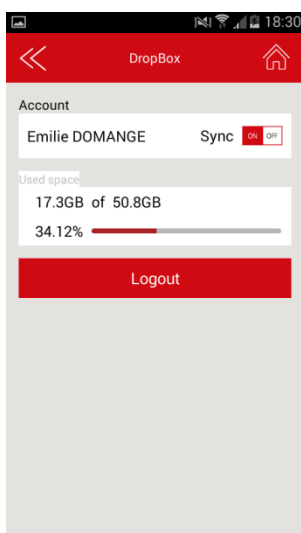 18:30
DropBox
Account
Emilie DOMANGE Sync ON OFF
Used space
17.3GB of 50.8GB
34.12%
Logout